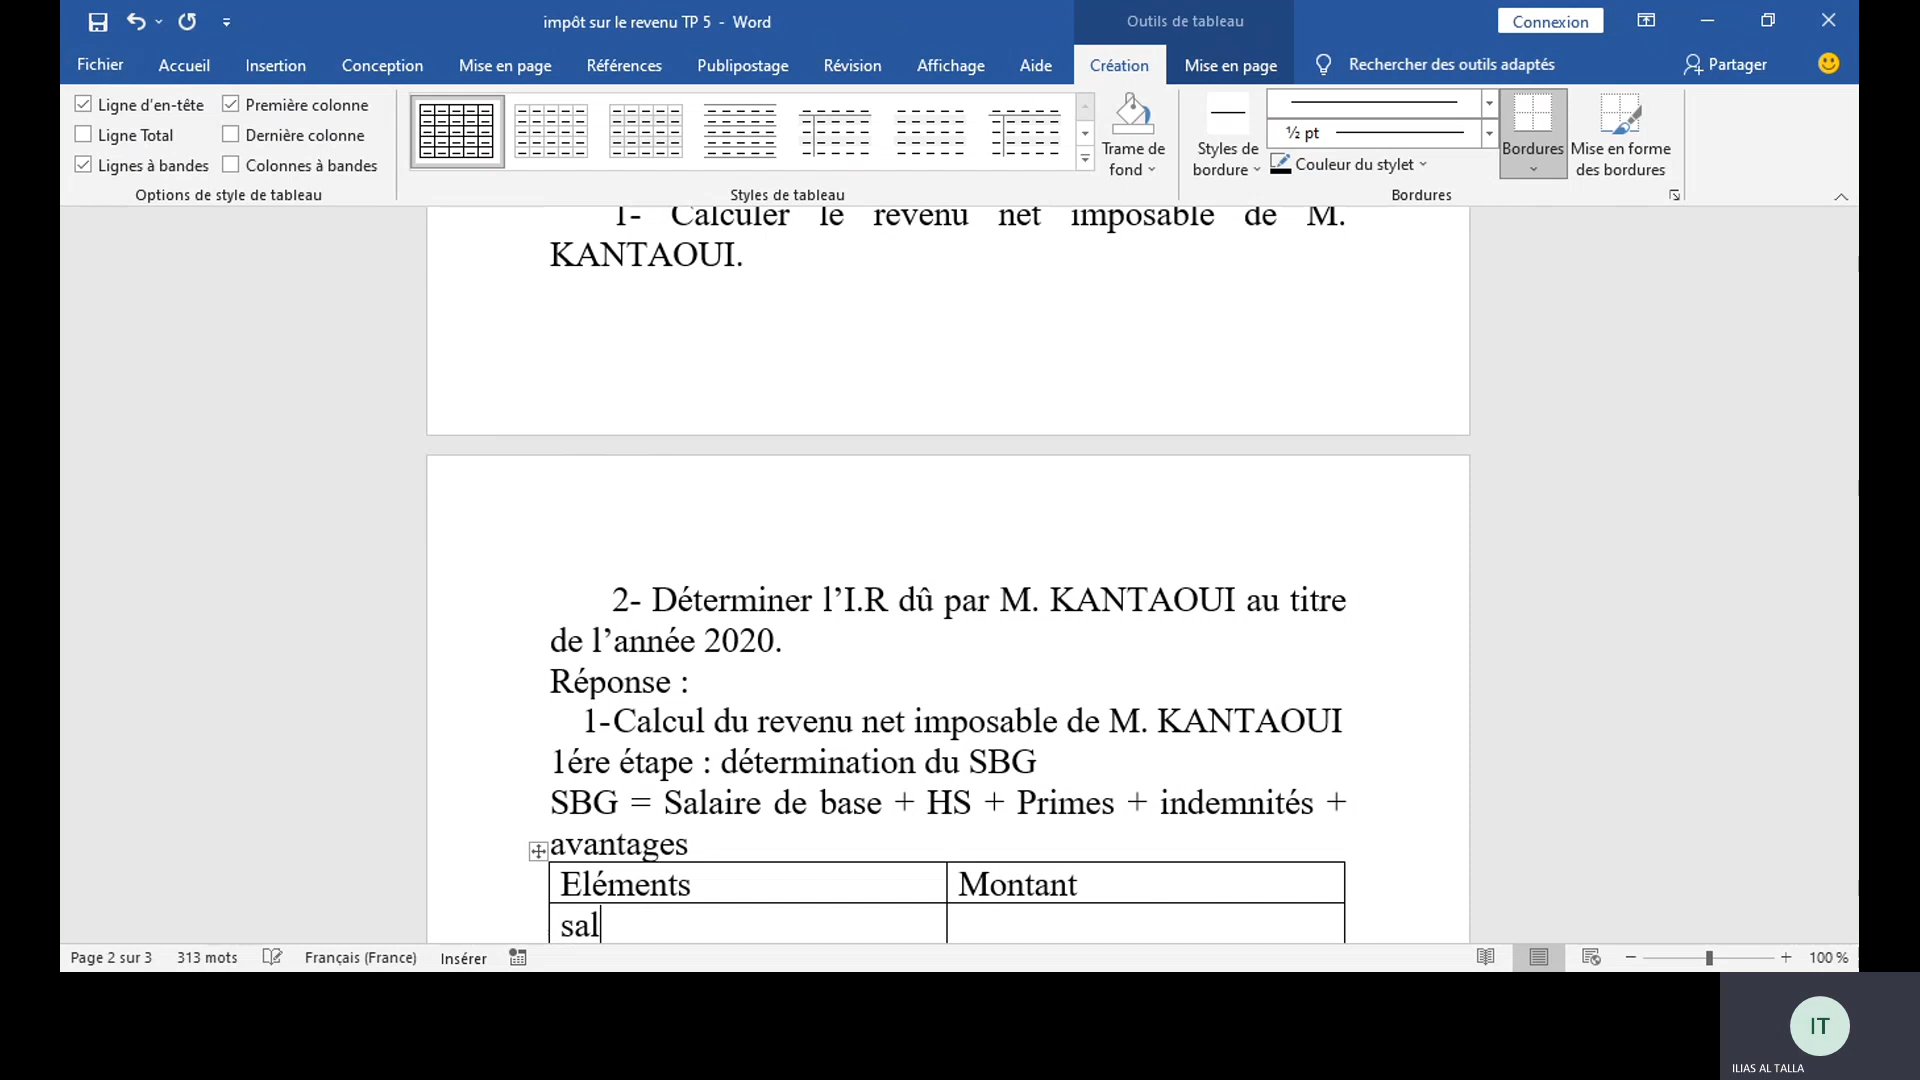 impôt sur le revenu TP 5 - Word
Outils de tableau
Connexion
Fichier Accueil Insertion Conception Mise en page Références Publipostage Révision Affichage Aide Création Mise en page Rechercher des outils adaptés Partager
Ligne d'en-tête Première colonne
Ligne Total Dernière colonne
Lignes à bandes Colonnes à bandes
Options de style de tableau
Styles de tableau
Trame de
fond
Styles de
bordure
½ pt
Couleur du stylet
Bordures
Mise en forme
des bordures
Bordures
1- Calculer le revenu net imposable de M.
KANTAOUI.
2- Déterminer l’I.R dû par M. KANTAOUI au titre
de l’année 2020.
Réponse :
1-Calcul du revenu net imposable de M. KANTAOUI
1ére étape : détermination du SBG
SBG = Salaire de base + HS + Primes + indemnités +
avantages
Eléments Montant
sal
Page 2 sur 3 313 mots Français (France) Insérer 100 %
IT
ILIAS AL TALLA